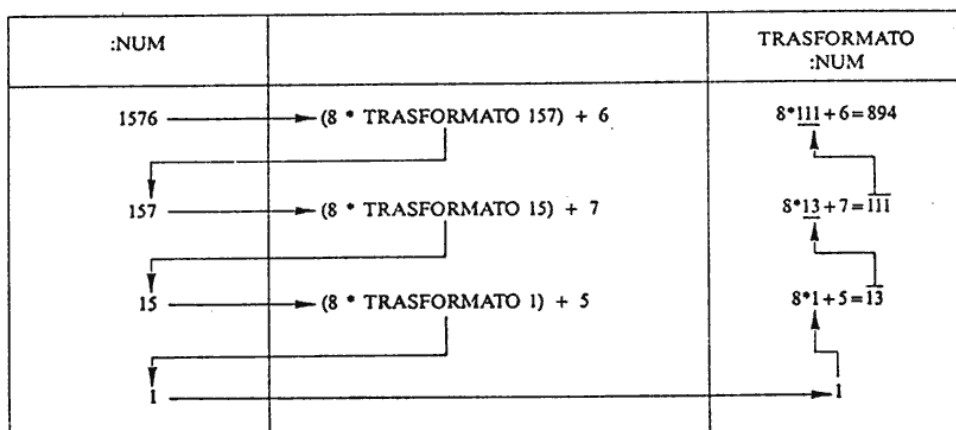 :NUM
TRASFORMATO
:NUM
1576 (8 * TRASFORMATO 157) + 6 8*111+6=894
157 (8 * TRASFORMATO 15) + 7 8*13+7=111
15 (8 * TRASFORMATO 1) + 5 8*1+5=13
1 1